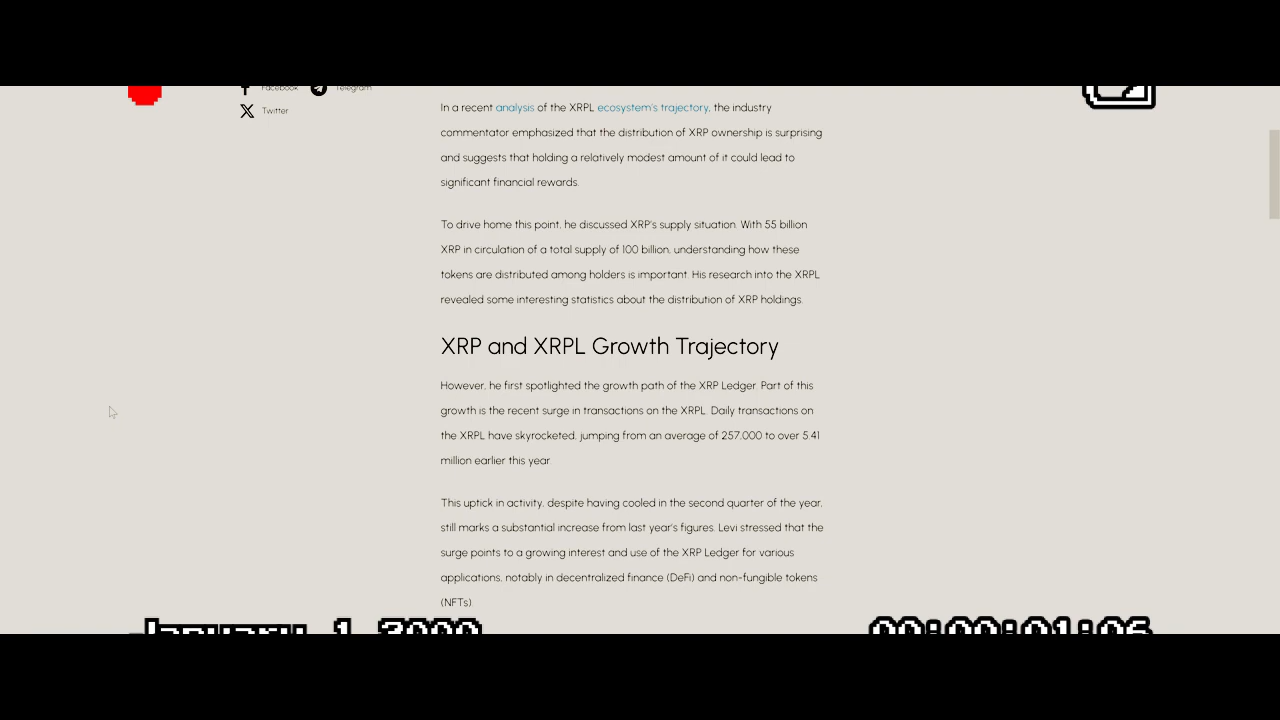 Facebook Telegram
Twitter
In a recent analysis of the XRPL ecosystem's trajectory, the industry
commentator emphasized that the distribution of XRP ownership is surprising
and suggests that holding a relatively modest amount of it could lead to
significant financial rewards.
To drive home this point, he discussed XRP's supply situation. With 55 billion
XRP in circulation of a total supply of 100 billion, understanding how these
tokens are distributed among holders is important. His research into the XRPL
revealed some interesting statistics about the distribution of XRP holdings.
XRP and XRPL Growth Trajectory
However, he first spotlighted the growth path of the XRP Ledger. Part of this
growth is the recent surge in transactions on the XRPL. Daily transactions on
the XRPL have skyrocketed, jumping from an average of 257,000 to over 5.41
million earlier this year.
This uptick in activity, despite having cooled in the second quarter of the year,
still marks a substantial increase from last year's figures. Levi stressed that the
surge points to a growing interest and use of the XRP Ledger for various
applications, notably in decentralized finance (DeFi) and non-fungible tokens
(NFTs).
January 1 2000 00:00:01:06